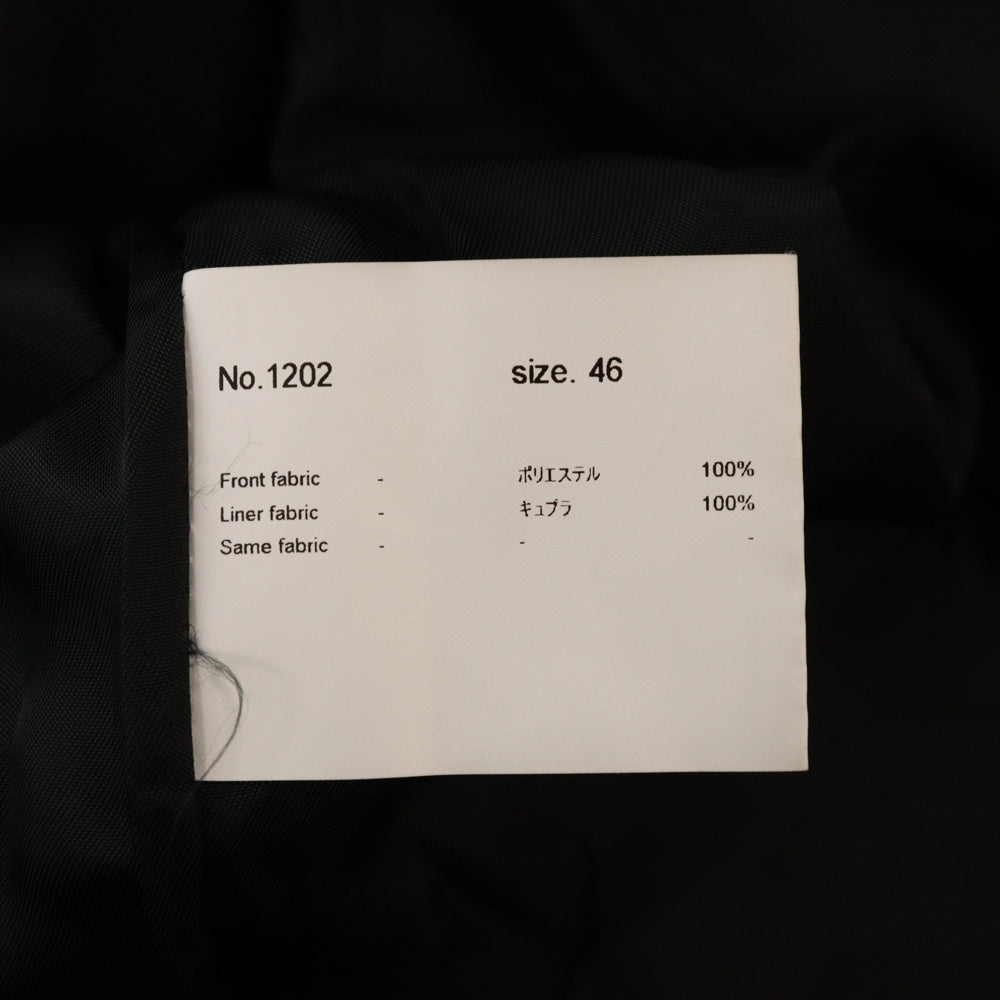 No.1202 size. 46
Front fabric - ポリエステル 100%
Liner fabric - キュプラ 100%
Same fabric - - -